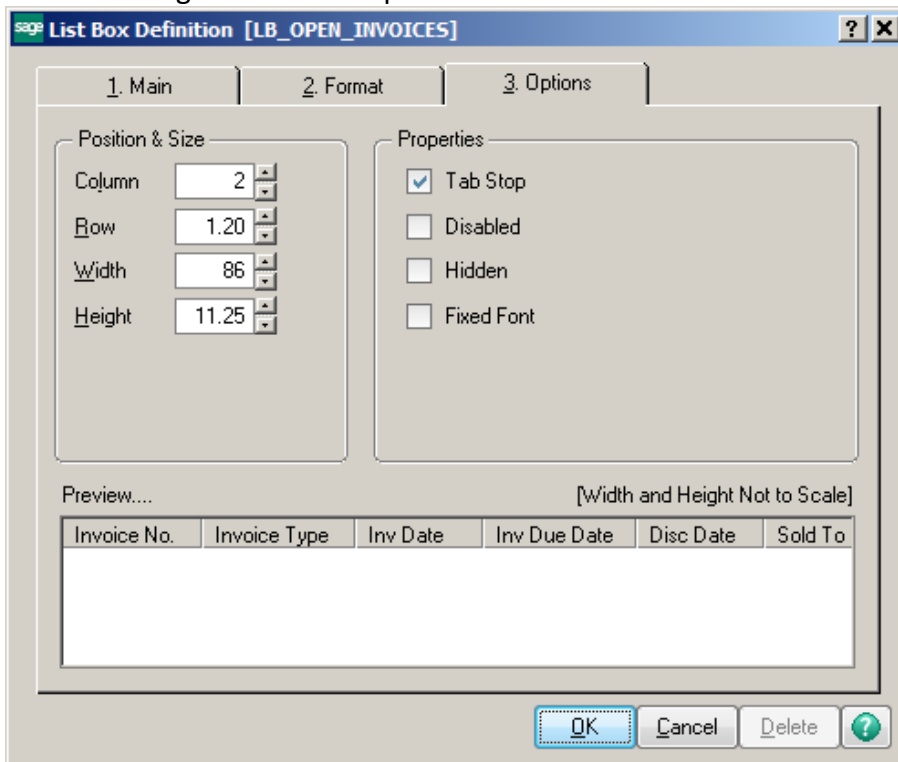 sage List Box Definition [LB_OPEN_INVOICES] ? X
1. Main 2. Format 3. Options
Position & Size
Column 2
Row 1.20
Width 86
Height 11.25
Properties
Tab Stop
Disabled
Hidden
Fixed Font
Preview.... [Width and Height Not to Scale]
Invoice No. Invoice Type Inv Date Inv Due Date Disc Date Sold To
OK Cancel Delete ?